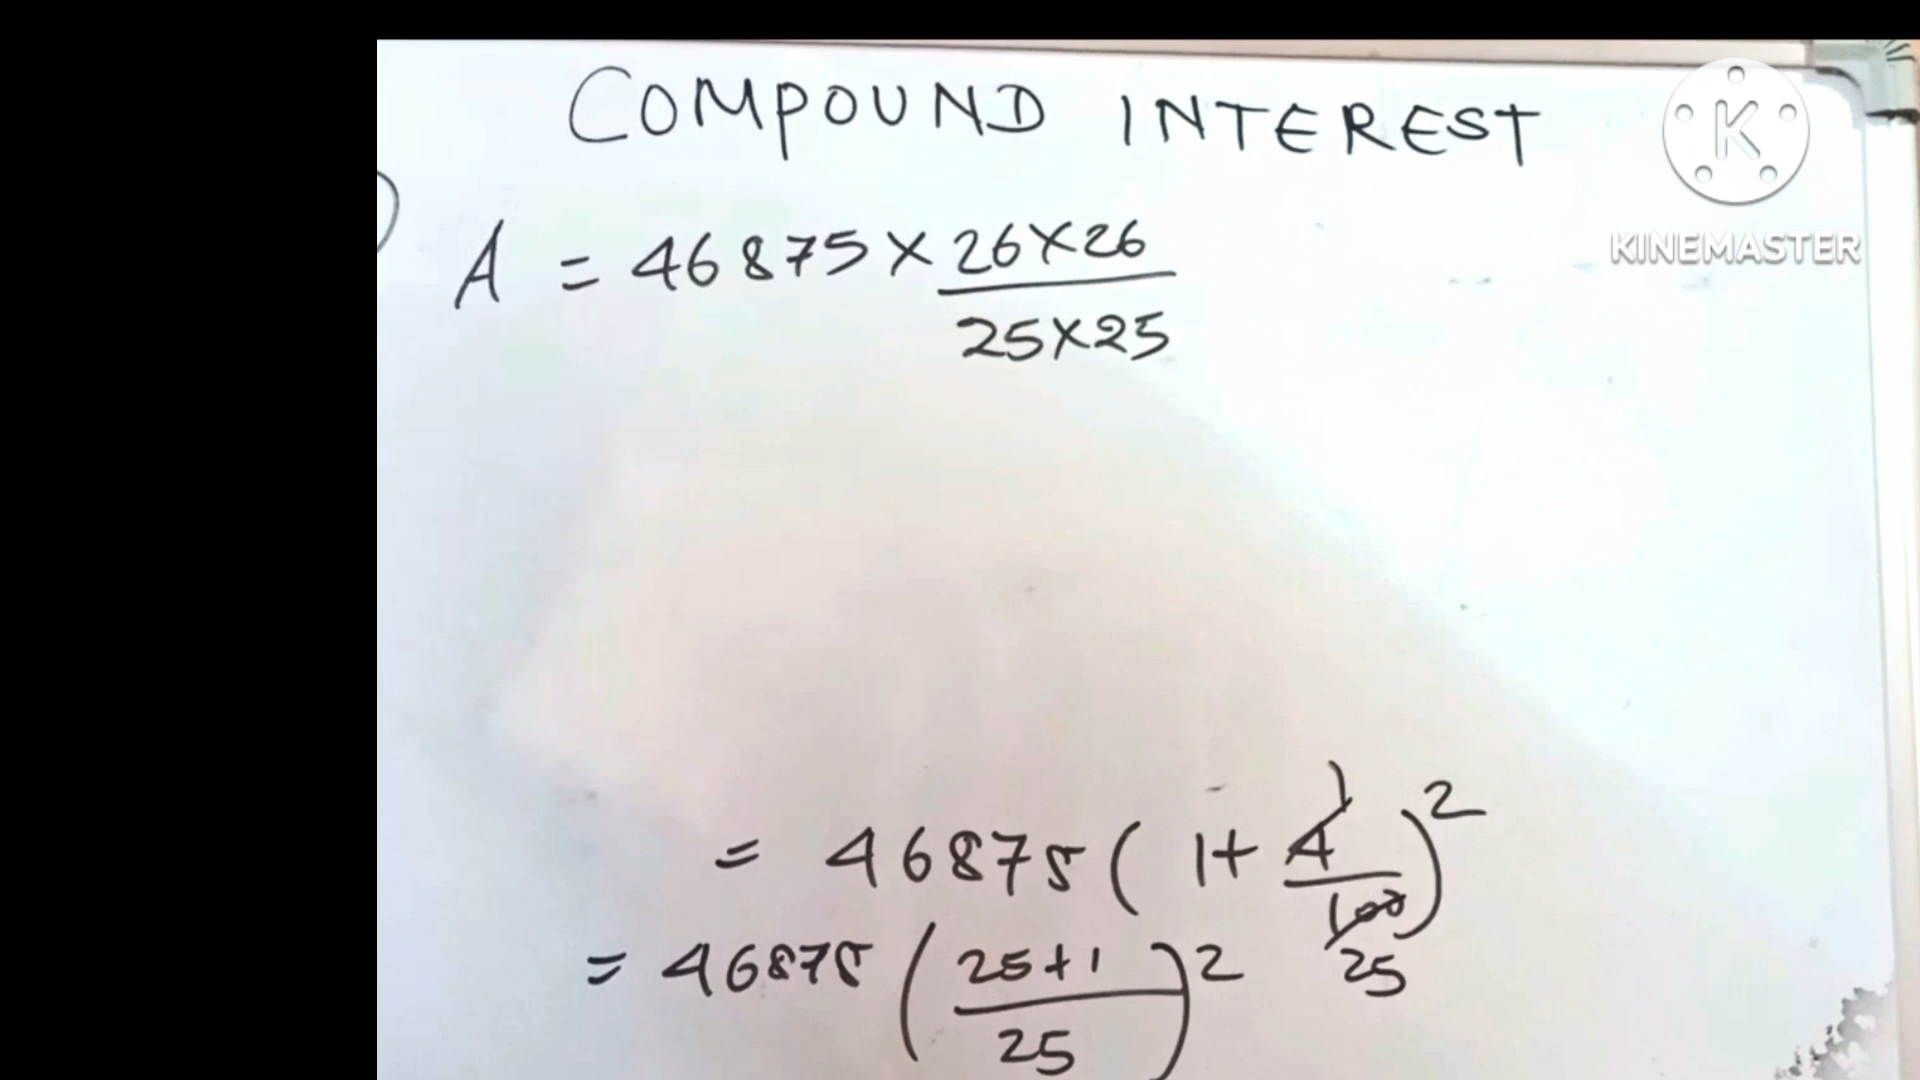 COMPOUND INTEREST
K
KINEMASTER
) A = 46875 × 26×26
25×25
= 46875 ( 1+ 4/100 )² 1 25
= 46875 ( 25+1 / 25 )²